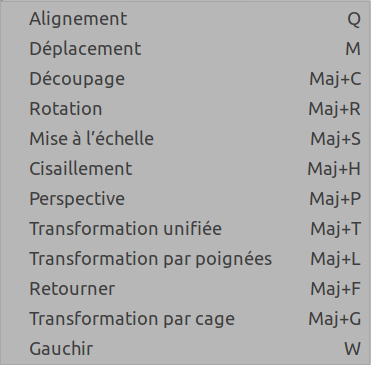 Alignement Q
Déplacement M
Découpage Maj+C
Rotation Maj+R
Mise à l’échelle Maj+S
Cisaillement Maj+H
Perspective Maj+P
Transformation unifiée Maj+T
Transformation par poignées Maj+L
Retourner Maj+F
Transformation par cage Maj+G
Gauchir W